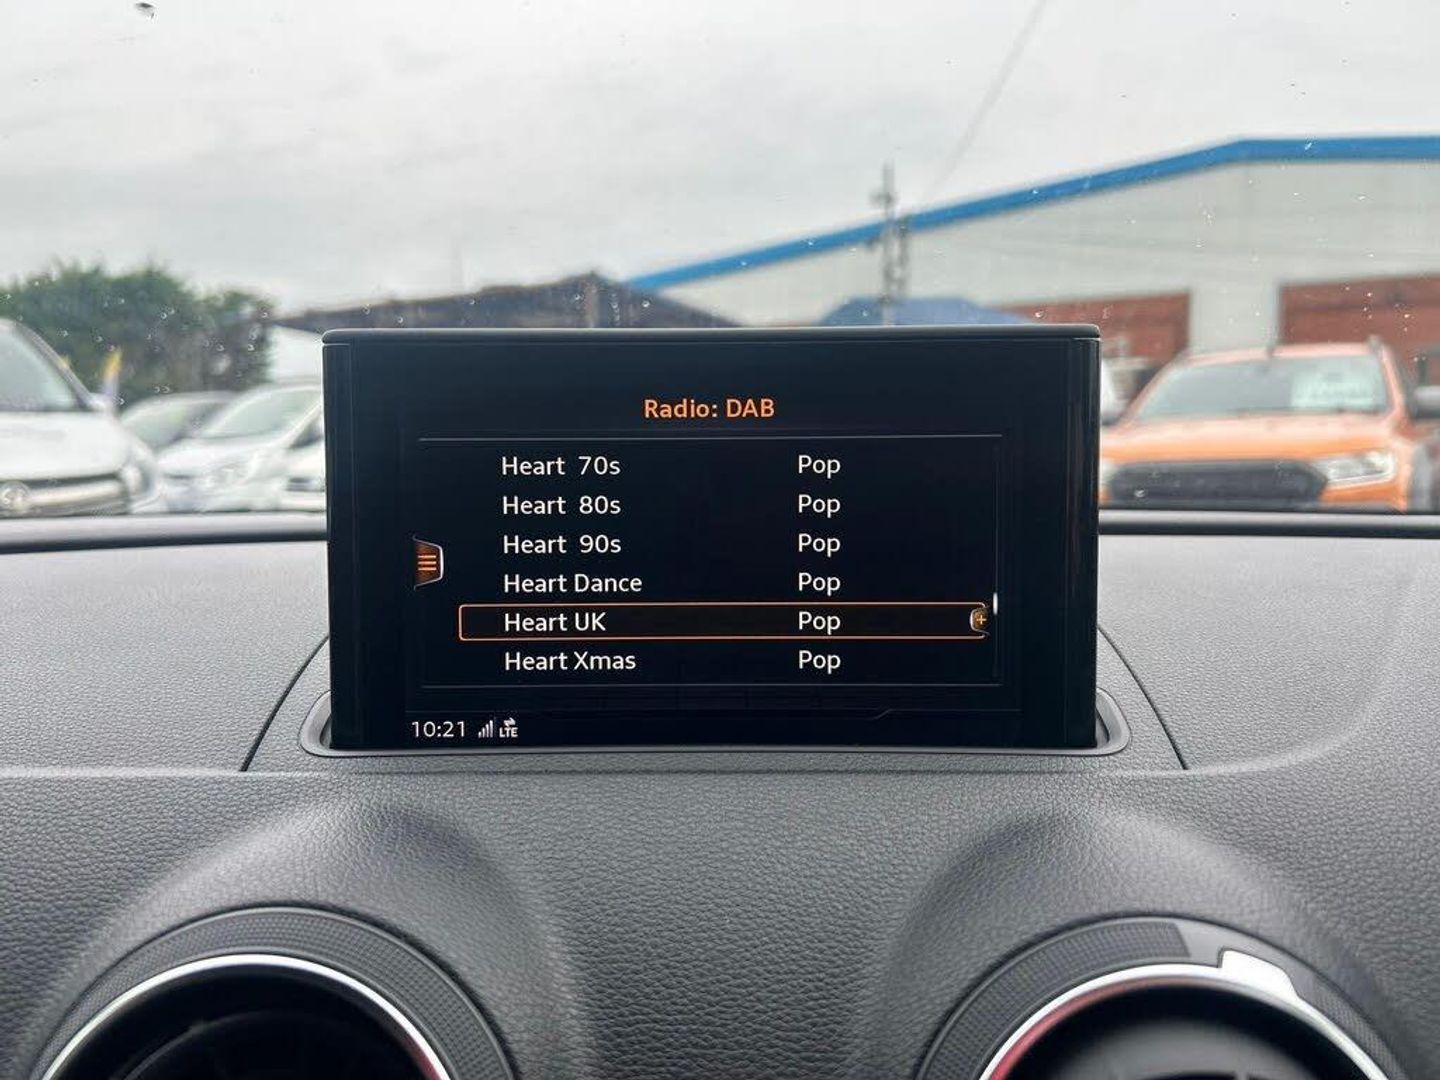 Radio: DAB
Heart 70s Pop
Heart 80s Pop
Heart 90s Pop
Heart Dance Pop
Heart UK Pop
Heart Xmas Pop
10:21 LTE